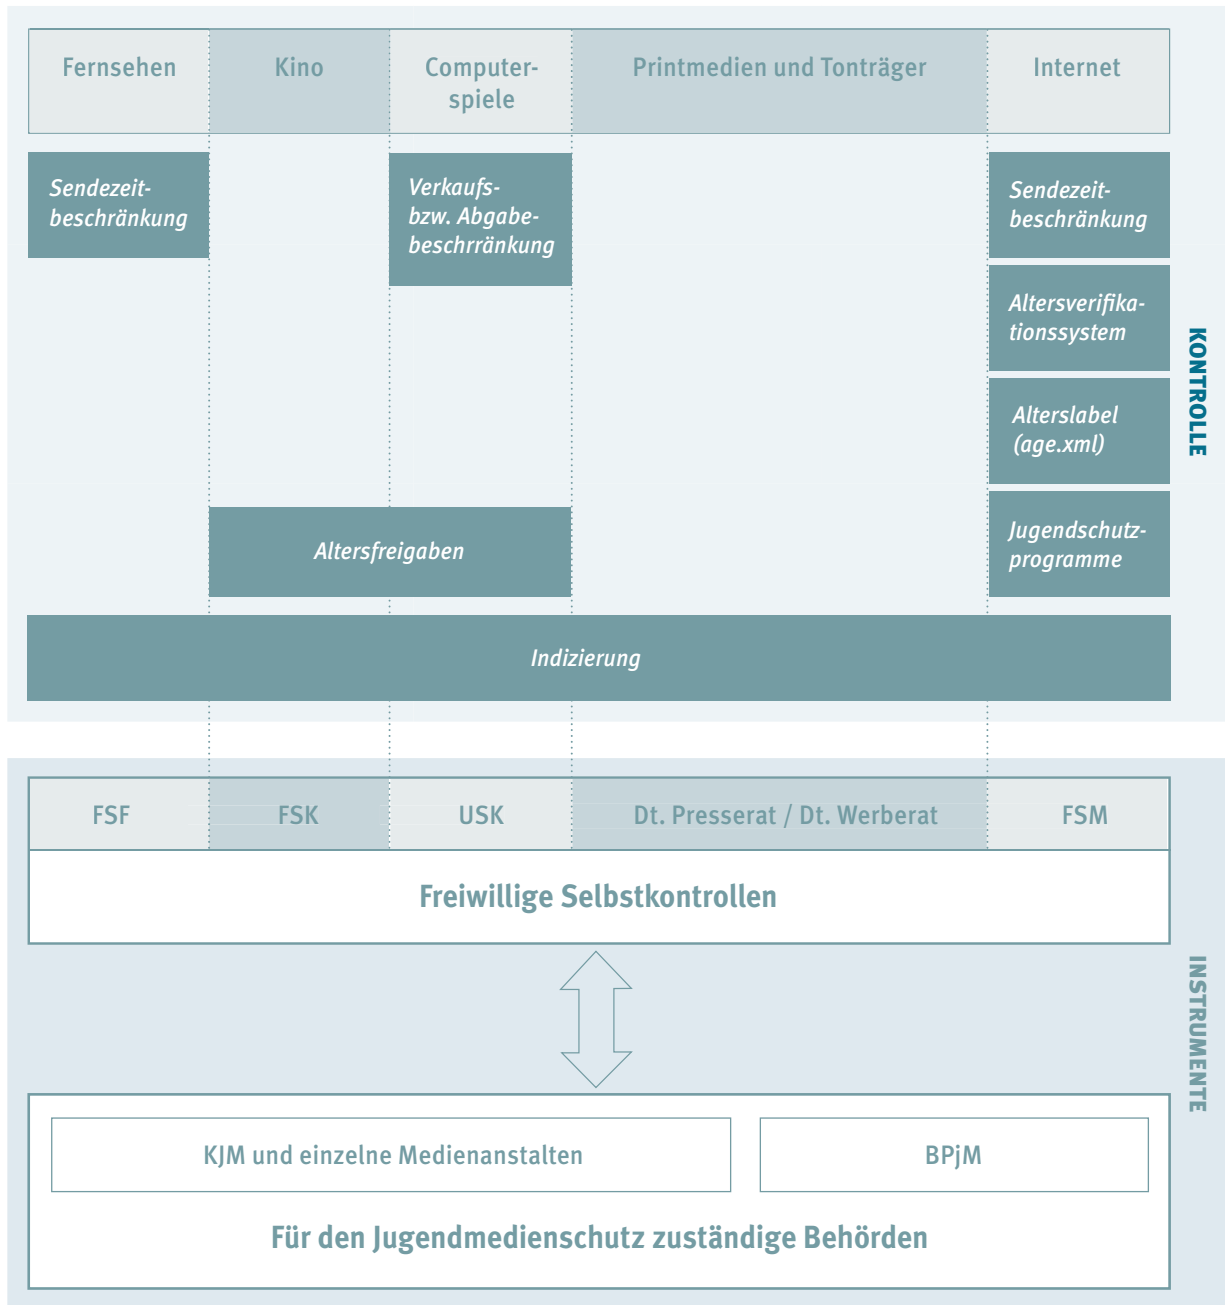 Fernsehen
Kino
Computer-
spiele
Printmedien und Tonträger
Internet
Sendezeit-
beschränkung
Verkaufs-
bzw. Abgabe-
beschrränkung
Sendezeit-
beschränkung
Altersverifika-
tionssystem
Alterslabel
(age.xml)
Altersfreigaben
Jugendschutz-
programme
Indizierung
KONTROLLE
FSF
FSK
USK
Dt. Presserat / Dt. Werberat
FSM
Freiwillige Selbstkontrollen
INSTRUMENTE
KJM und einzelne Medienanstalten
BPjM
Für den Jugendmedienschutz zuständige Behörden